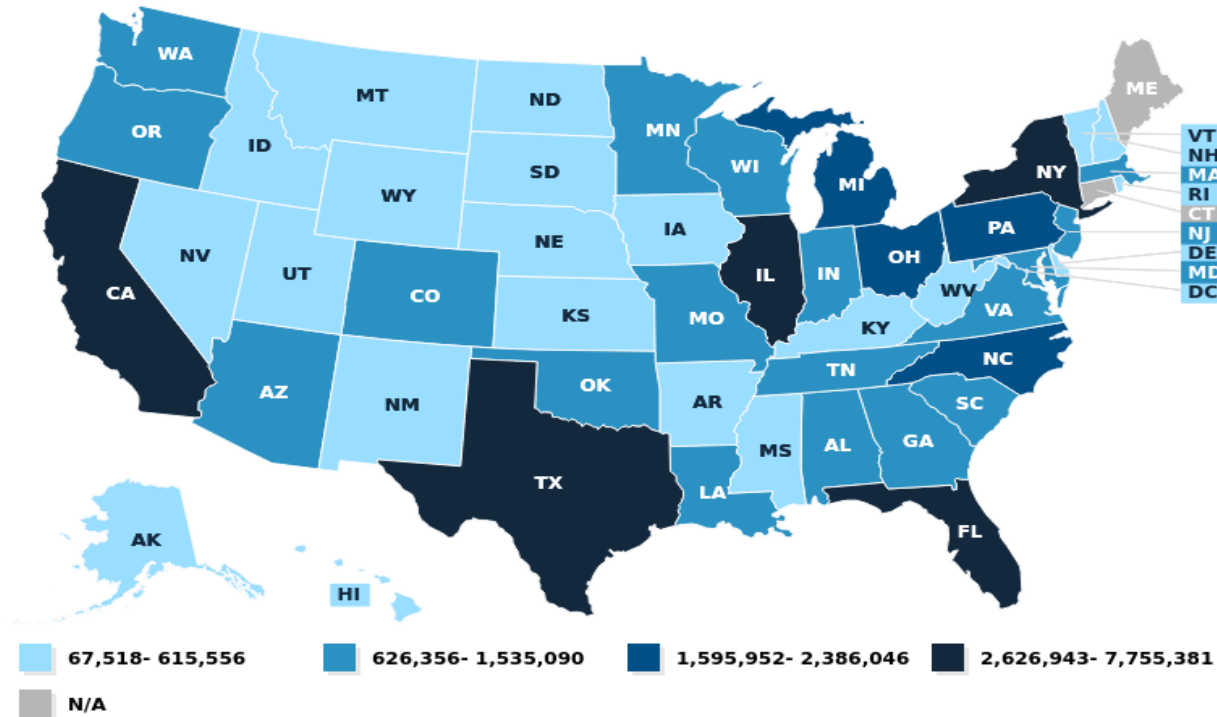 WA
MT
ND
MN
ME
OR
ID
SD
WI
MI
NY
VT
NH
MA
RI
CT
NJ
DE
MD
DC
WY
NE
IA
PA
NV
UT
CO
KS
MO
IL
IN
OH
WV
VA
KY
CA
AZ
NM
OK
AR
TN
NC
SC
TX
LA
MS
AL
GA
FL
AK
HI
67,518- 615,556
626,356- 1,535,090
1,595,952- 2,386,046
2,626,943- 7,755,381
N/A